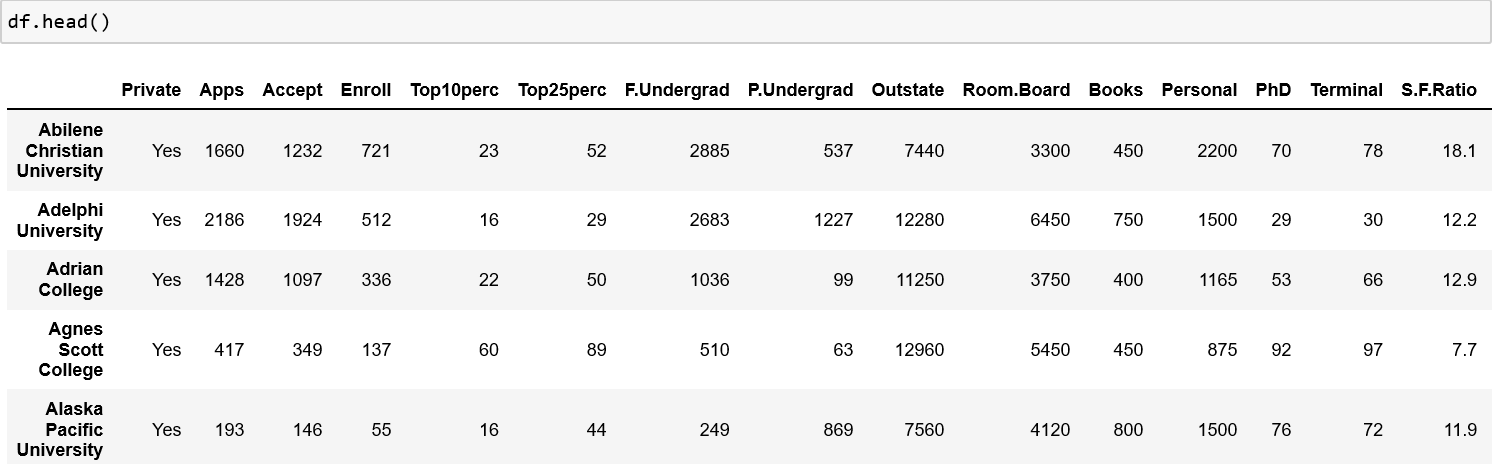 df.head()
Private Apps Accept Enroll Top10perc Top25perc F.Undergrad P.Undergrad Outstate Room.Board Books Personal PhD Terminal S.F.Ratio
Abilene
Christian
University
Yes 1660 1232 721 23 52 2885 537 7440 3300 450 2200 70 78 18.1
Adelphi
University
Yes 2186 1924 512 16 29 2683 1227 12280 6450 750 1500 29 30 12.2
Adrian
College
Yes 1428 1097 336 22 50 1036 99 11250 3750 400 1165 53 66 12.9
Agnes
Scott
College
Yes 417 349 137 60 89 510 63 12960 5450 450 875 92 97 7.7
Alaska
Pacific
University
Yes 193 146 55 16 44 249 869 7560 4120 800 1500 76 72 11.9